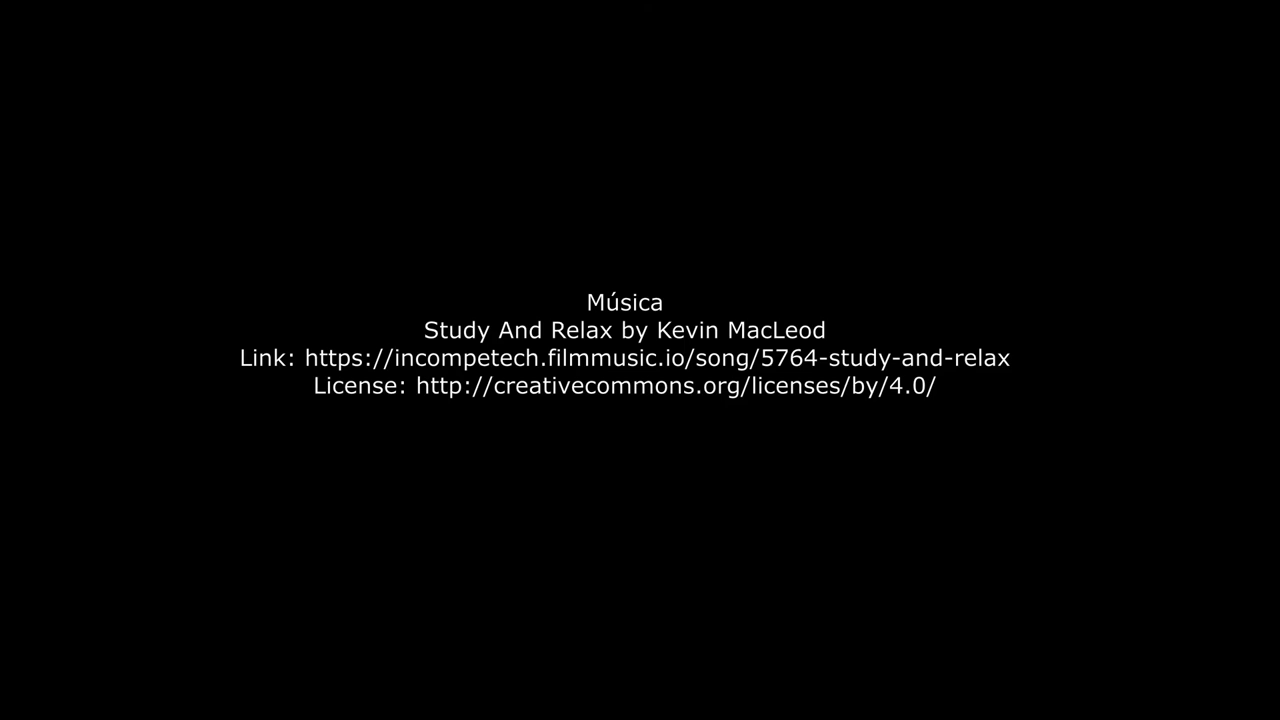 Música
Study And Relax by Kevin MacLeod
Link: https://incompetech.filmmusic.io/song/5764-study-and-relax
License: http://creativecommons.org/licenses/by/4.0/